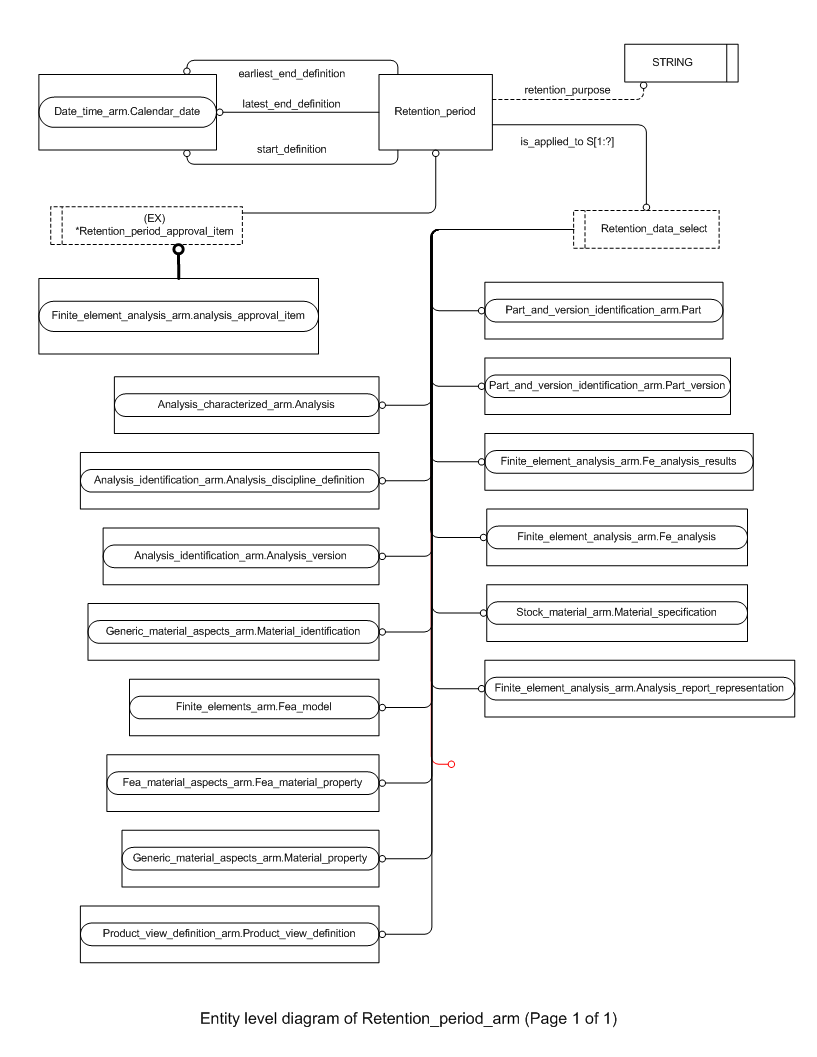 STRING
earliest_end_definition
retention_purpose
latest_end_definition
Date_time_arm.Calendar_date
Retention_period
start_definition
is_applied_to S[1:?]
(EX)
*Retention_period_approval_item
Retention_data_select
Finite_element_analysis_arm.analysis_approval_item
Part_and_version_identification_arm.Part
Part_and_version_identification_arm.Part_version
Analysis_characterized_arm.Analysis
Finite_element_analysis_arm.Fe_analysis_results
Analysis_identification_arm.Analysis_discipline_definition
Finite_element_analysis_arm.Fe_analysis
Analysis_identification_arm.Analysis_version
Stock_material_arm.Material_specification
Generic_material_aspects_arm.Material_identification
Finite_element_analysis_arm.Analysis_report_representation
Finite_elements_arm.Fea_model
Fea_material_aspects_arm.Fea_material_property
Generic_material_aspects_arm.Material_property
Product_view_definition_arm.Product_view_definition
Entity level diagram of Retention_period_arm (Page 1 of 1)